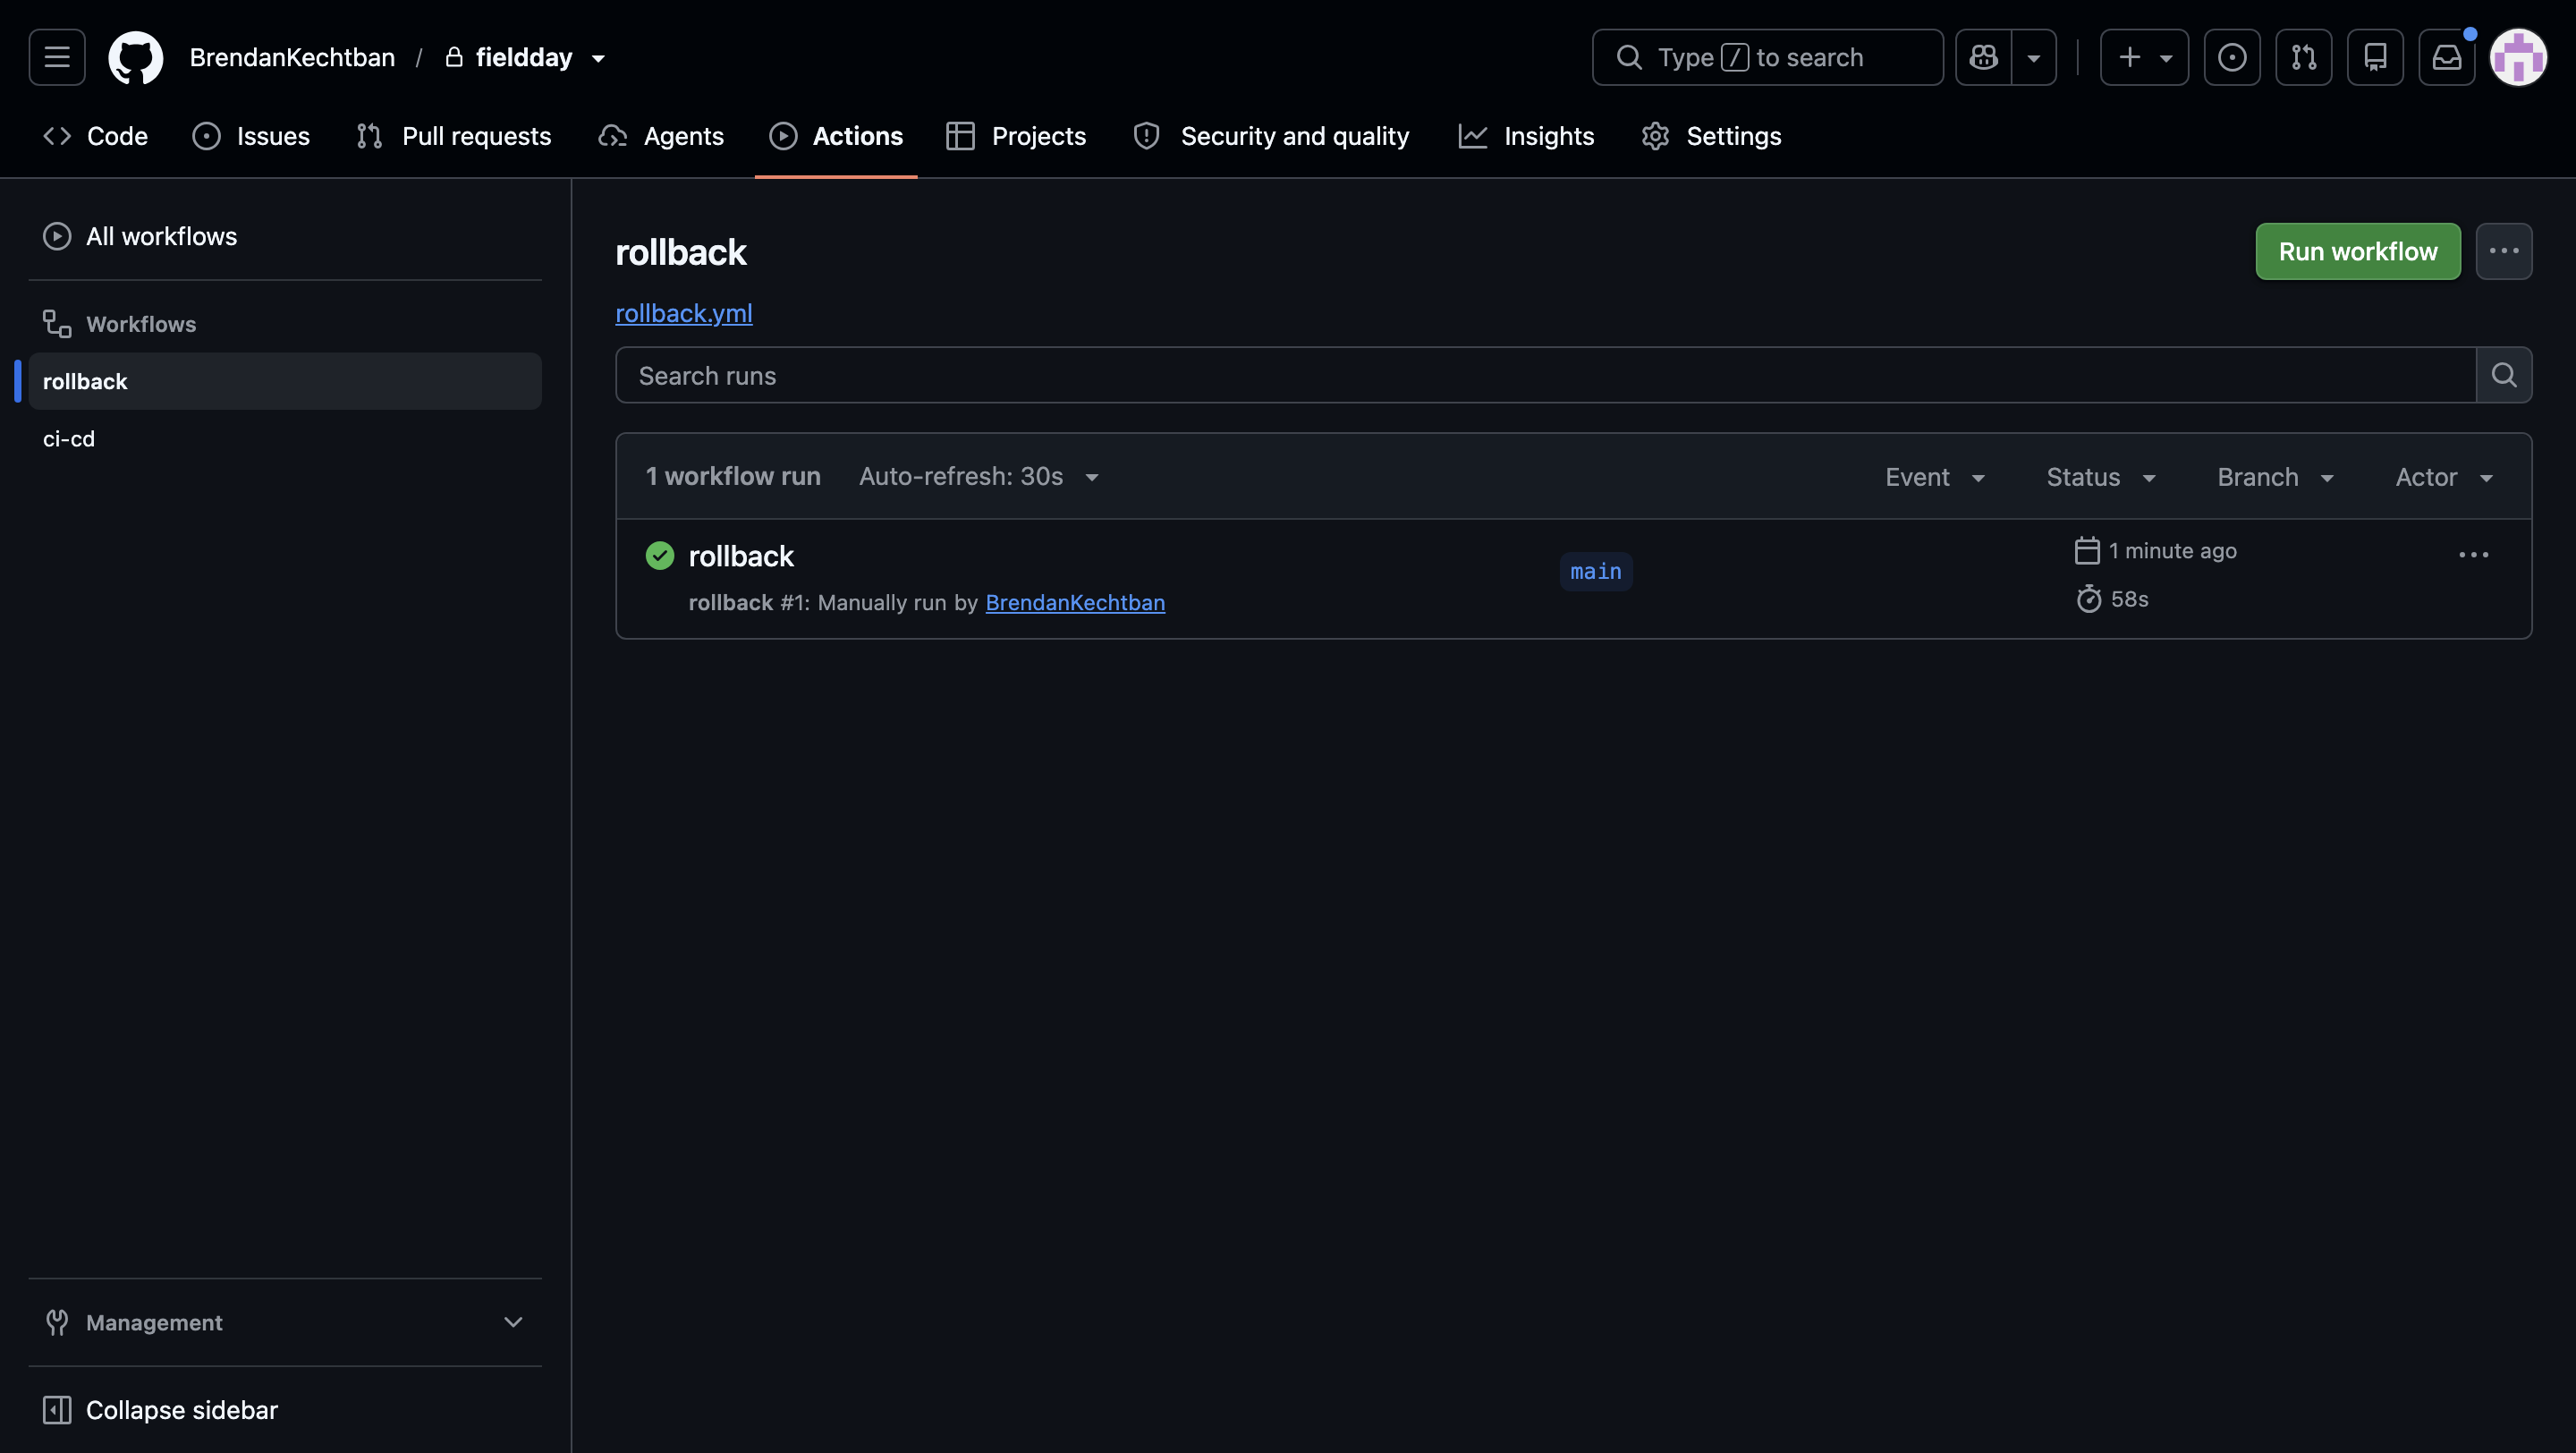 BrendanKechtban / fieldday
Type / to search
Code Issues Pull requests Agents Actions Projects Security and quality Insights Settings
All workflows
Workflows
rollback
ci-cd
Management
Collapse sidebar
rollback
Run workflow
rollback.yml
Search runs
1 workflow run Auto-refresh: 30s Event Status Branch Actor
rollback
rollback #1: Manually run by BrendanKechtban
main
1 minute ago
58s